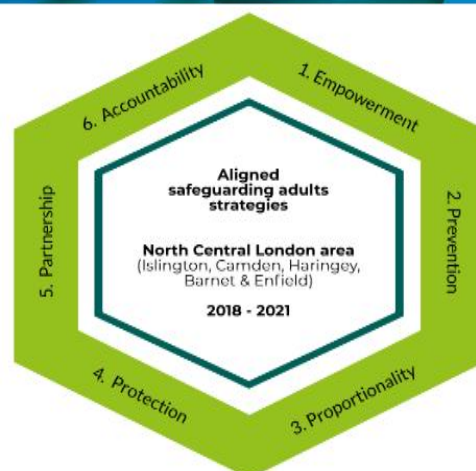 1. Empowerment
2. Prevention
3. Proportionality
4. Protection
5. Partnership
6. Accountability
Aligned
safeguarding adults
strategies
North Central London area
(Islington, Camden, Haringey,
Barnet & Enfield)
2018 - 2021